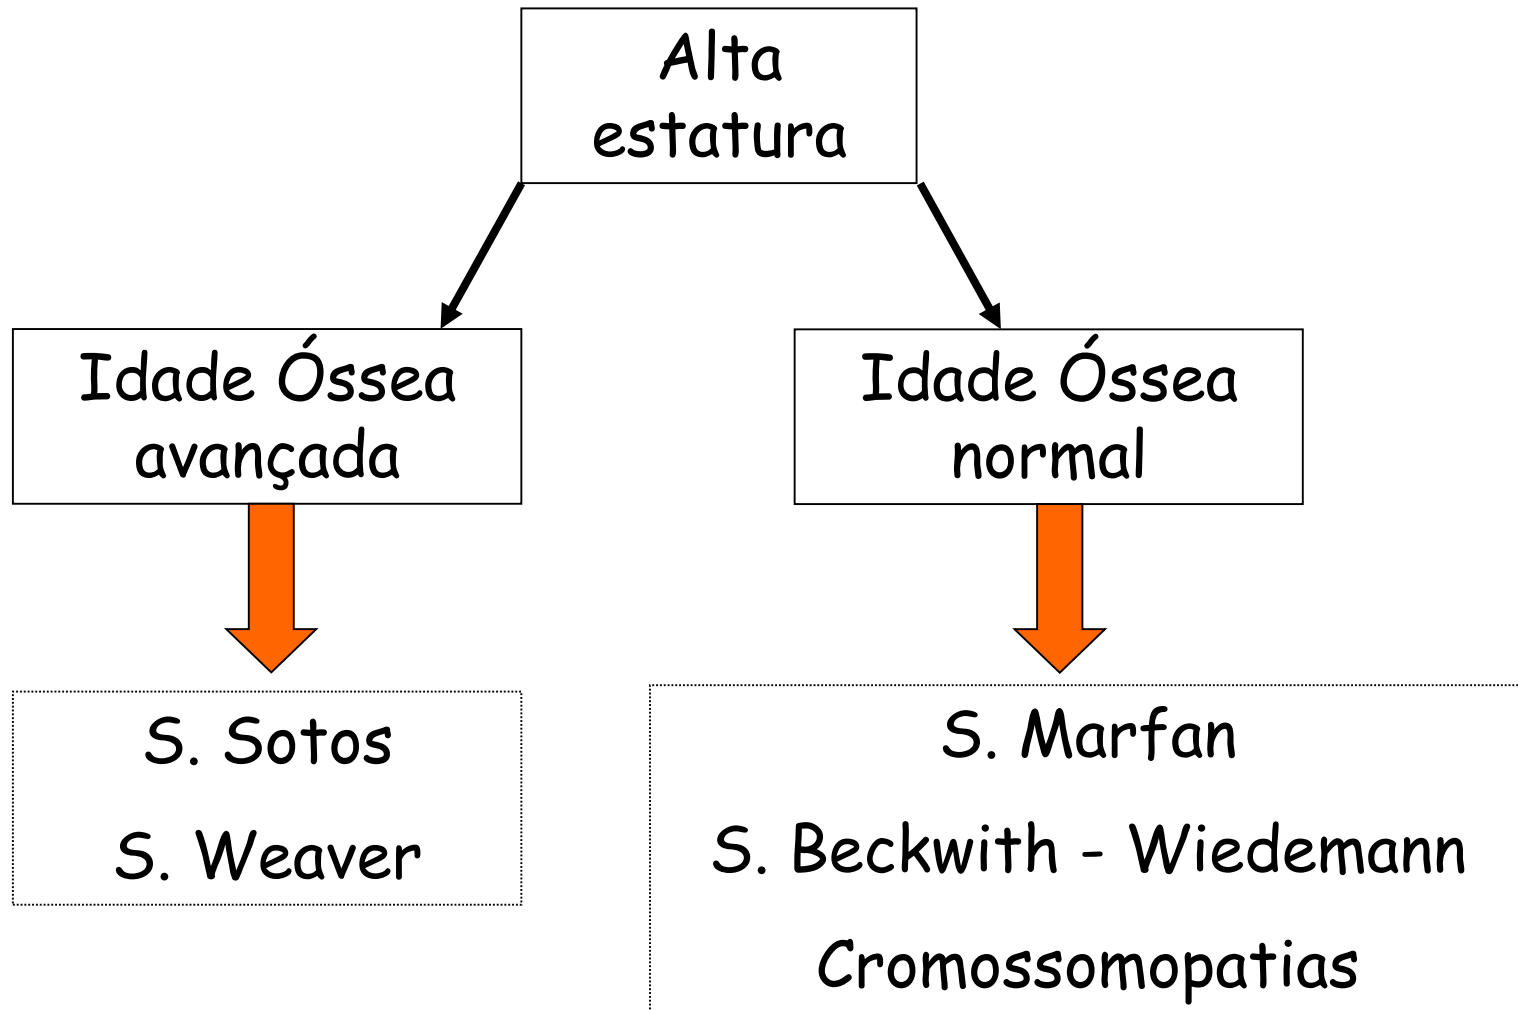 Alta
estatura
Idade Óssea
avançada
Idade Óssea
normal
S. Sotos
S. Weaver
S. Marfan
S. Beckwith - Wiedemann
Cromossomopatias